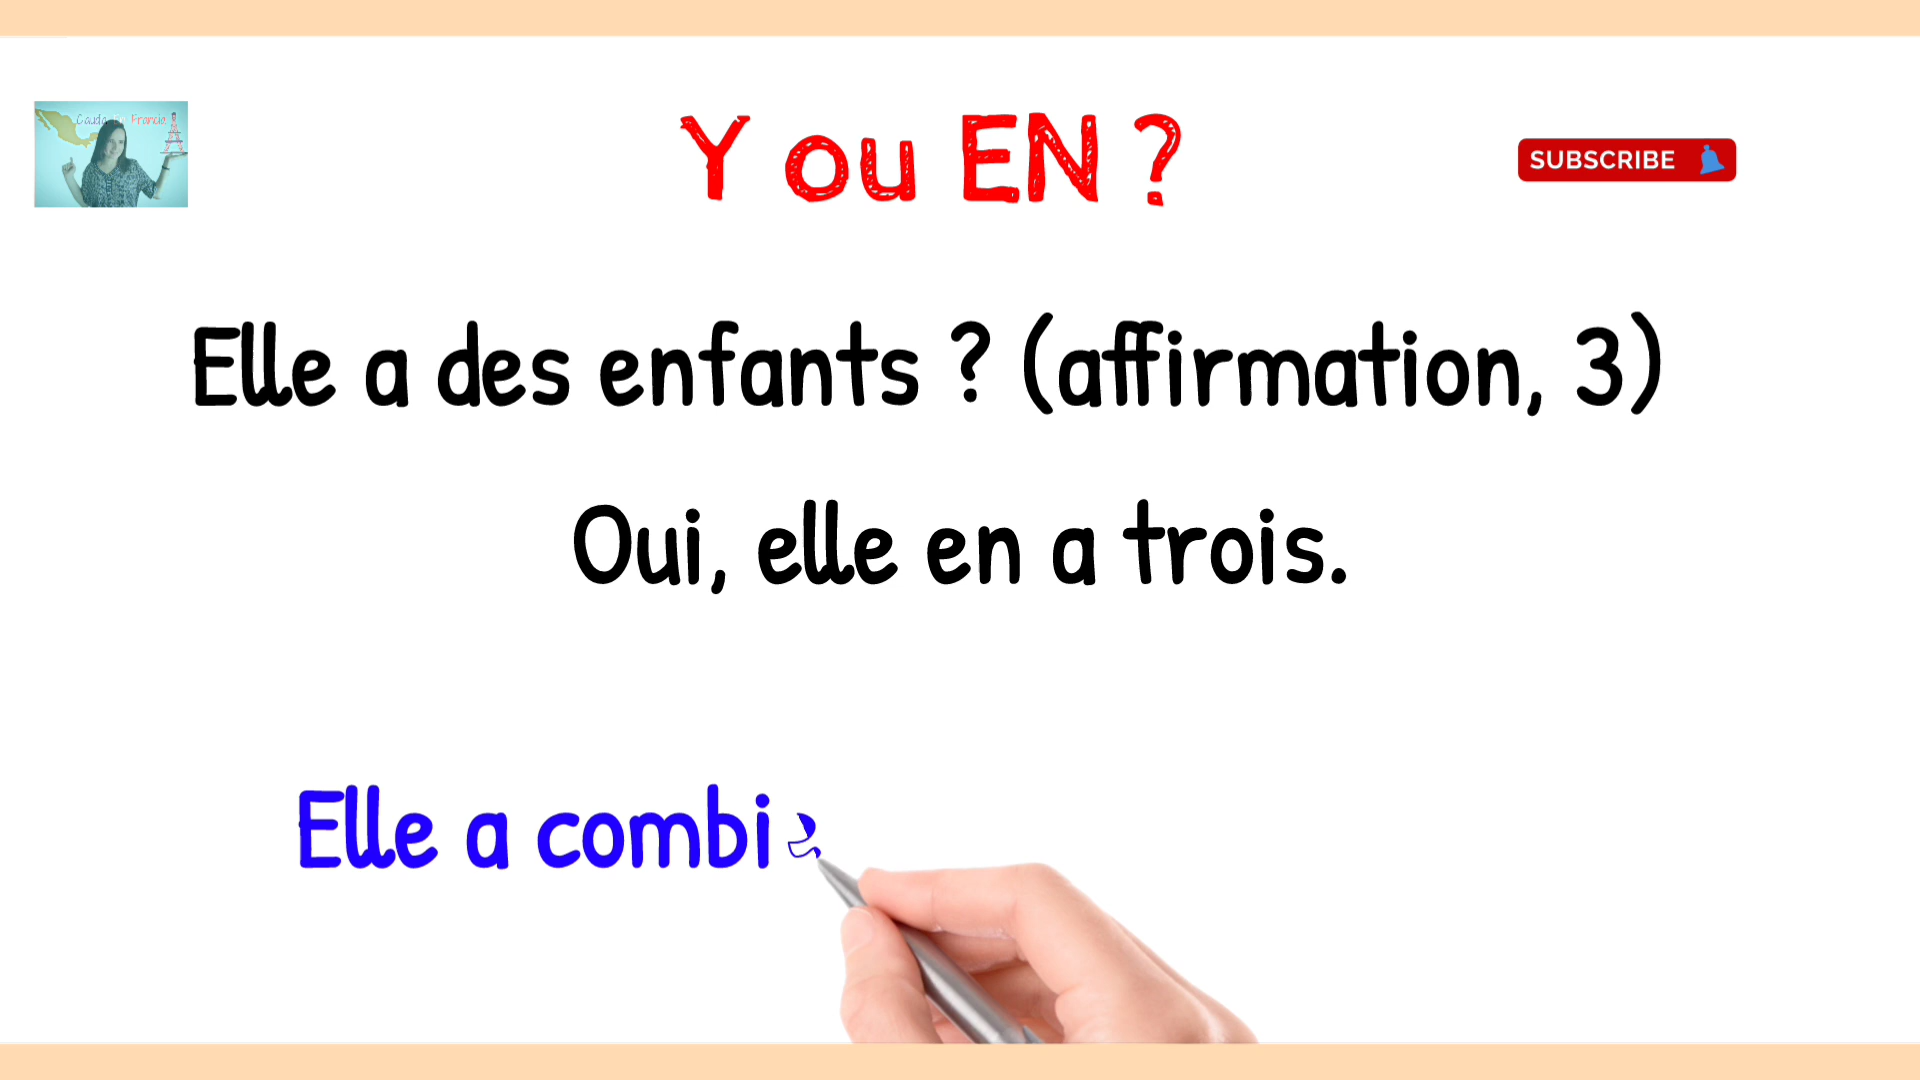 Y ou EN ?
SUBSCRIBE
Elle a des enfants ? (affirmation, 3)
Oui, elle en a trois.
Elle a combi